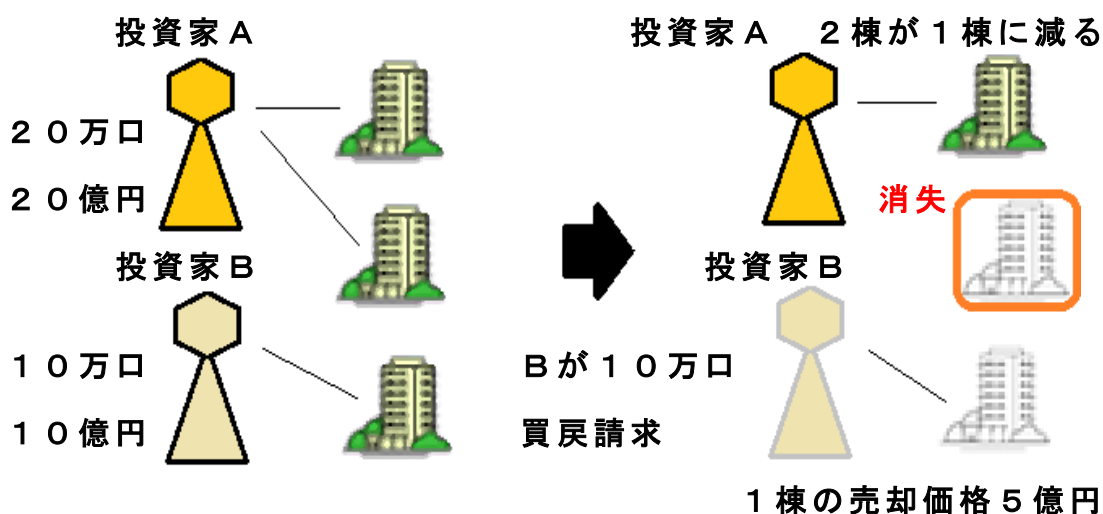 投資家A
20万口
20億円
投資家B
10万口
10億円
投資家A 2棟が1棟に減る
消失
投資家B
Bが10万口
買戻請求
1棟の売却価格5億円